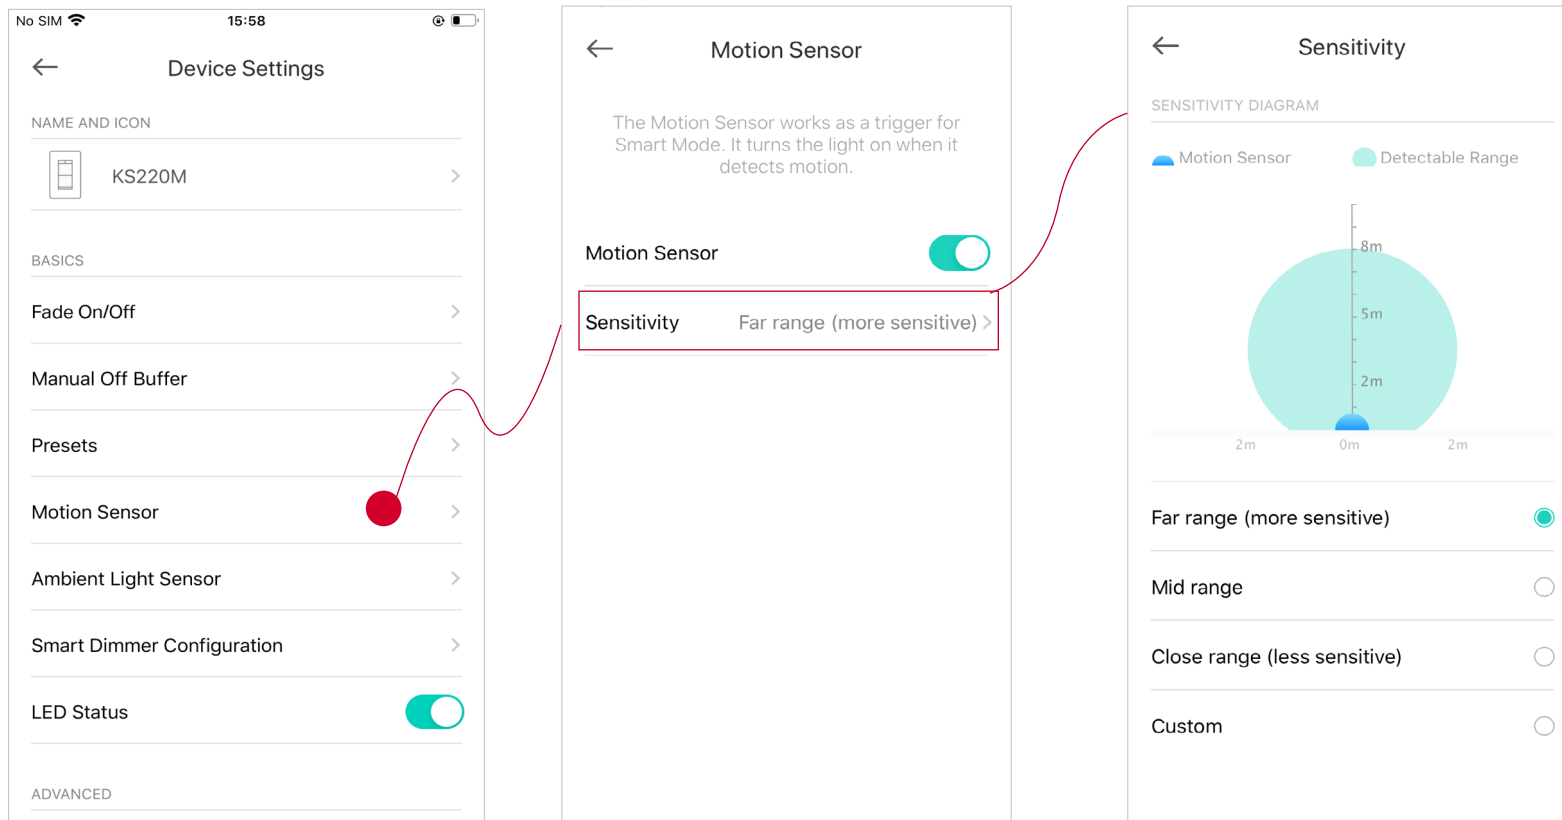 No SIM
15:58
Device Settings
NAME AND ICON
KS220M
BASICS
Fade On/Off
Manual Off Buffer
Presets
Motion Sensor
Ambient Light Sensor
Smart Dimmer Configuration
LED Status
ADVANCED
Motion Sensor
The Motion Sensor works as a trigger for
Smart Mode. It turns the light on when it
detects motion.
Motion Sensor
Sensitivity Far range (more sensitive)
Sensitivity
SENSITIVITY DIAGRAM
Motion Sensor Detectable Range
8m
5m
2m
2m 0m 2m
Far range (more sensitive)
Mid range
Close range (less sensitive)
Custom